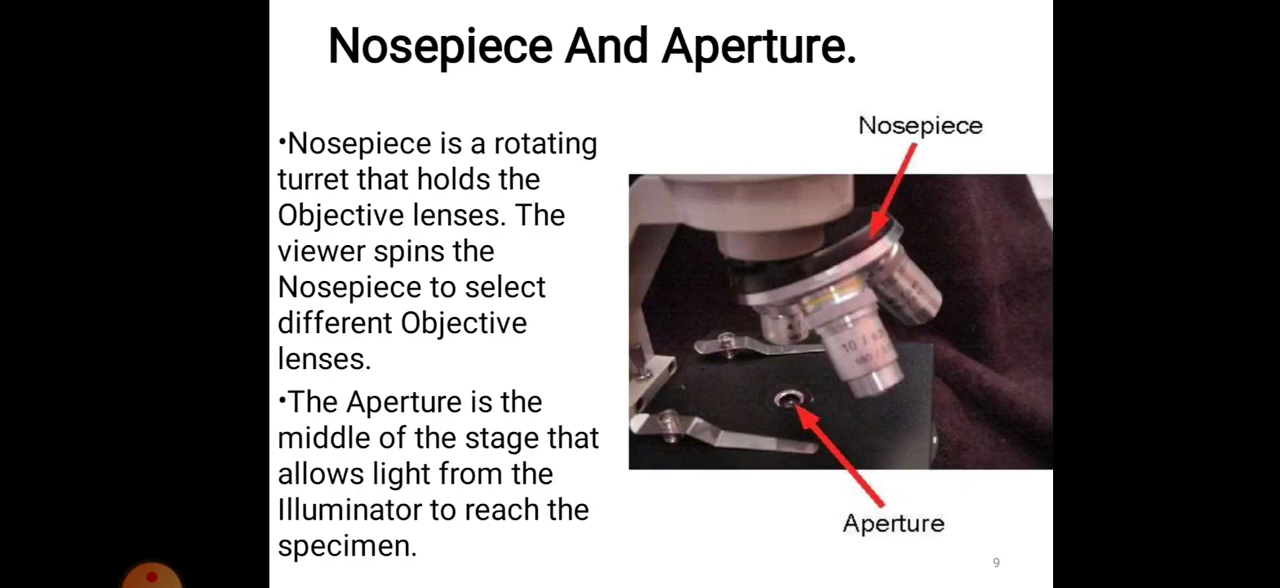 Nosepiece And Aperture.
•Nosepiece is a rotating
turret that holds the
Objective lenses. The
viewer spins the
Nosepiece to select
different Objective
lenses.
•The Aperture is the
middle of the stage that
allows light from the
Illuminator to reach the
specimen.
Nosepiece
10 /
Aperture
9